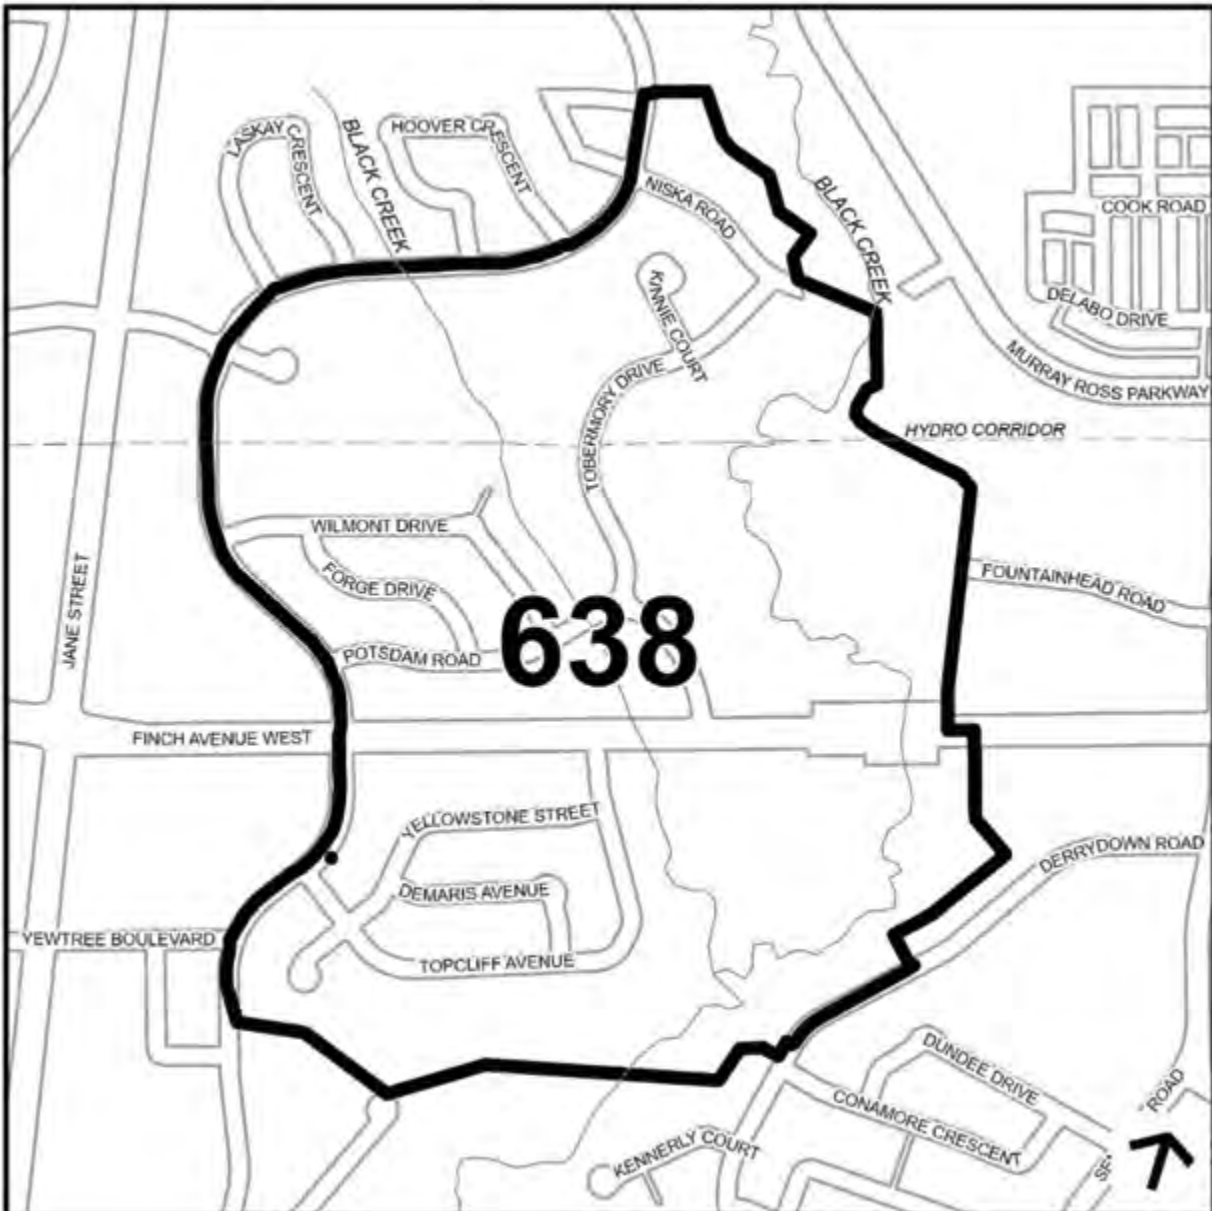 LASKAY CRESCENT
BLACK CREEK
HOOVER CRESCENT
NISKA ROAD
BLACK CREEK
COOK ROAD
DELABO DRIVE
MURRAY ROSS PARKWAY
KINNIE COURT
TOBERMORY DRIVE
HYDRO CORRIDOR
WILMONT DRIVE
FORGE DRIVE
FOUNTAINHEAD ROAD
JANE STREET
638
POTSDAM ROAD
FINCH AVENUE WEST
YELLOWSTONE STREET
DERRYDOWN ROAD
DEMARIS AVENUE
YEWTREE BOULEVARD
TOPCLIFF AVENUE
DUNDEE DRIVE
CONAMORE CRESCENT
ROAD
KENNERLY COURT